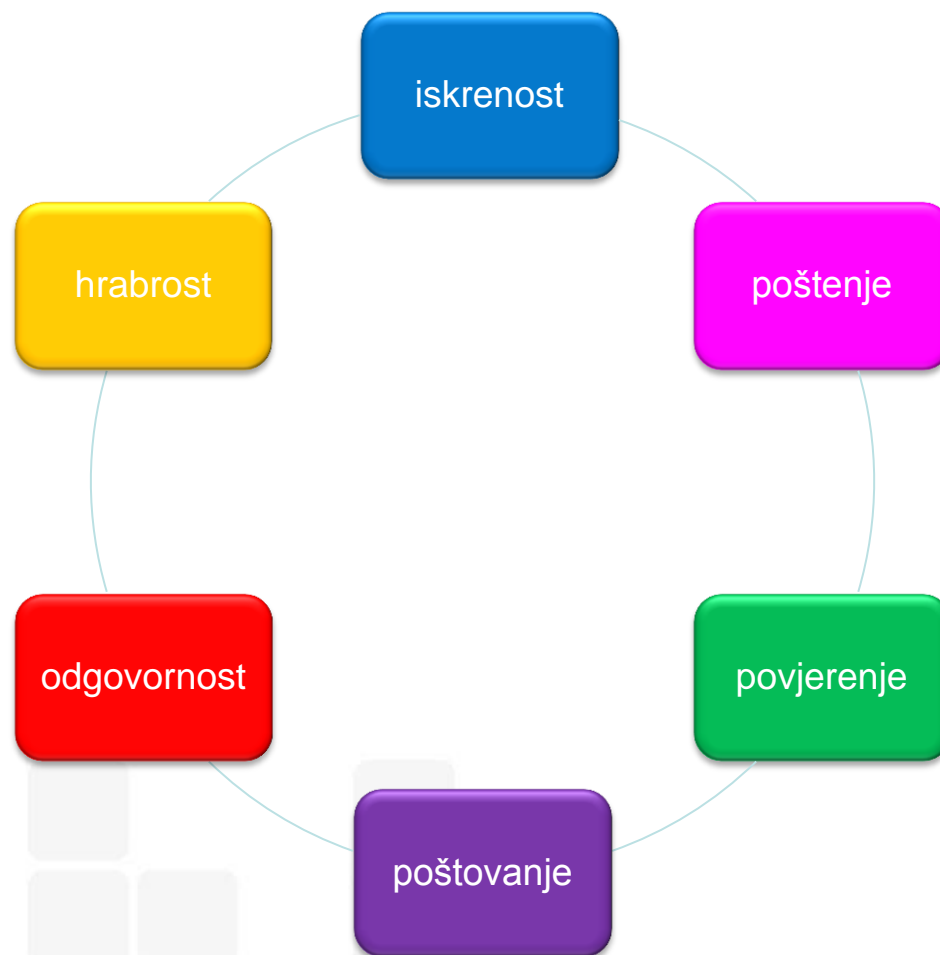 iskrenost
poštenje
povjerenje
poštovanje
odgovornost
hrabrost